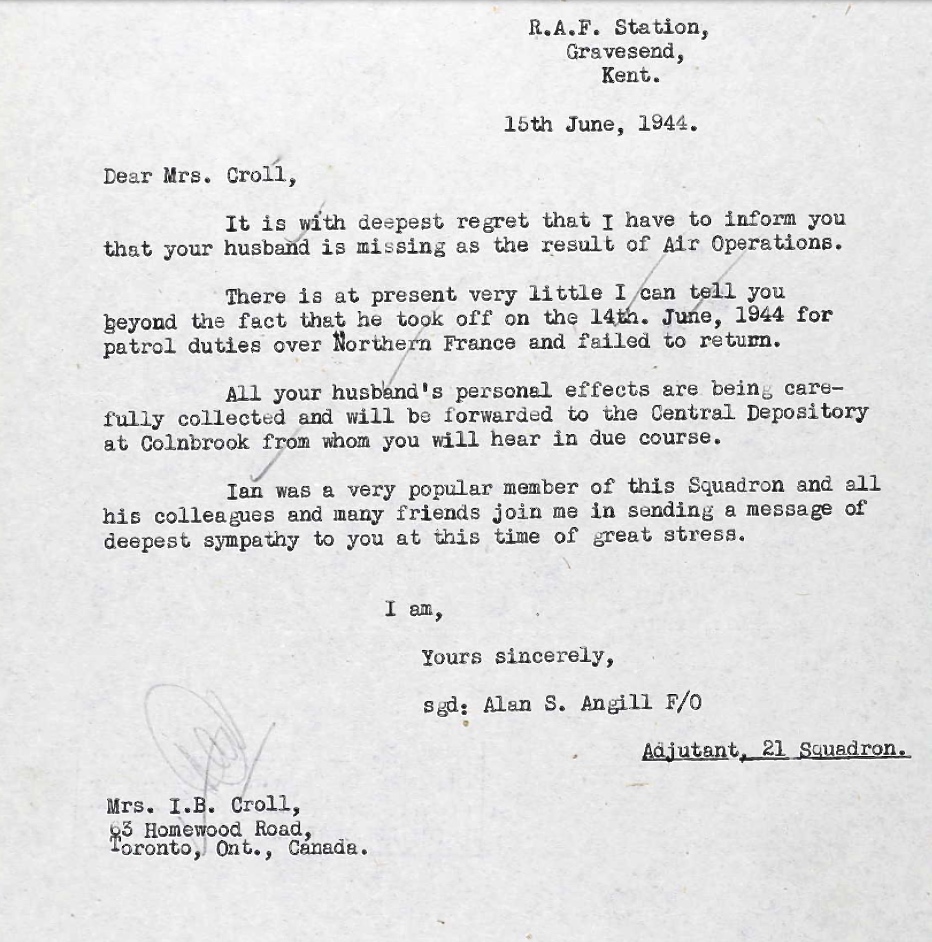 R.A.F. Station,
Gravesend,
Kent.
15th June, 1944.
Dear Mrs. Croll,
It is with deepest regret that I have to inform you
that your husband is missing as the result of Air Operations.
There is at present very little I can tell you
beyond the fact that he took off on the 14th. June, 1944 for
patrol duties over Northern France and failed to return.
All your husband's personal effects are being care-
fully collected and will be forwarded to the Central Depository
at Colnbrook from whom you will hear in due course.
Ian was a very popular member of this Squadron and all
his colleagues and many friends join me in sending a message of
deepest sympathy to you at this time of great stress.
I am,
Yours sincerely,
sgd: Alan S. Angill F/O
Adjutant, 21 Squadron.
Mrs. I.B. Croll,
Homewood Road,
Toronto, Ont., Canada.